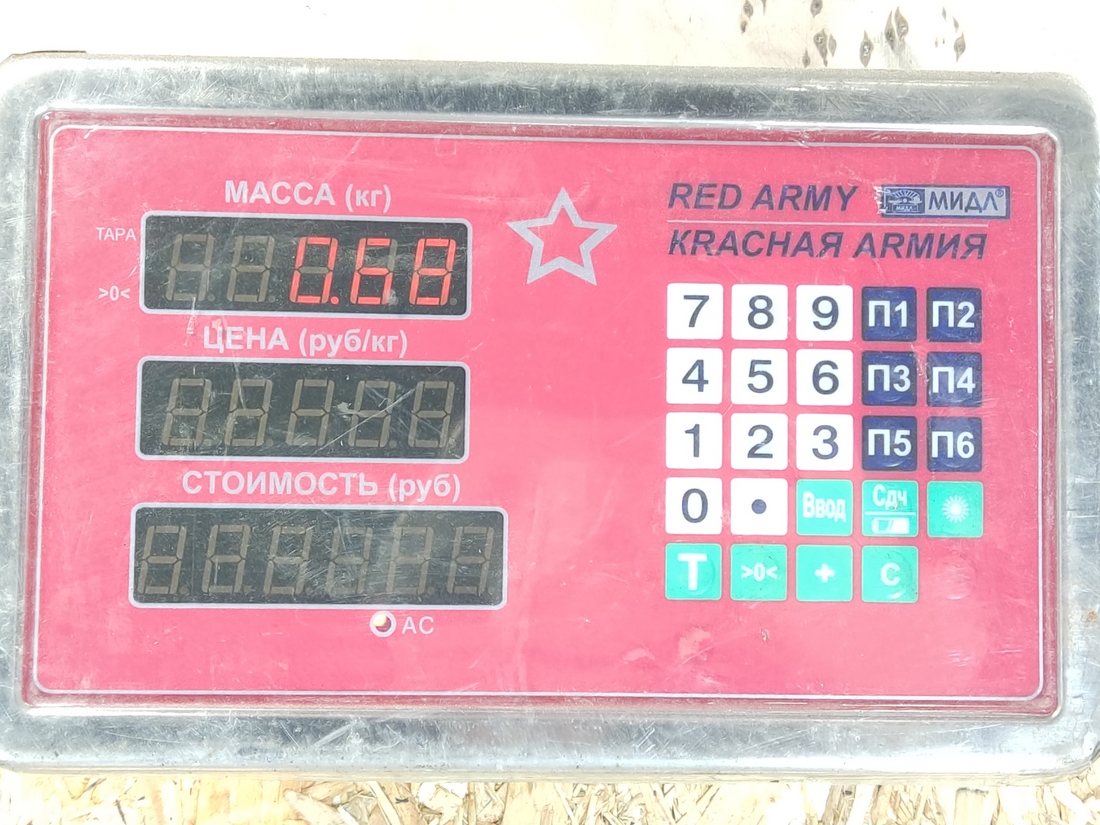 МАССА (кг)
ТАРА
0.68
>0<
ЦЕНА (руб/кг)
СТОИМОСТЬ (руб)
AC
RED ARMY МИДЛ®
KRACHAЯ ARMИЯ
7 8 9 П1 П2
4 5 6 П3 П4
1 2 3 П5 П6
0 • Ввод Сдч
T >0< + C